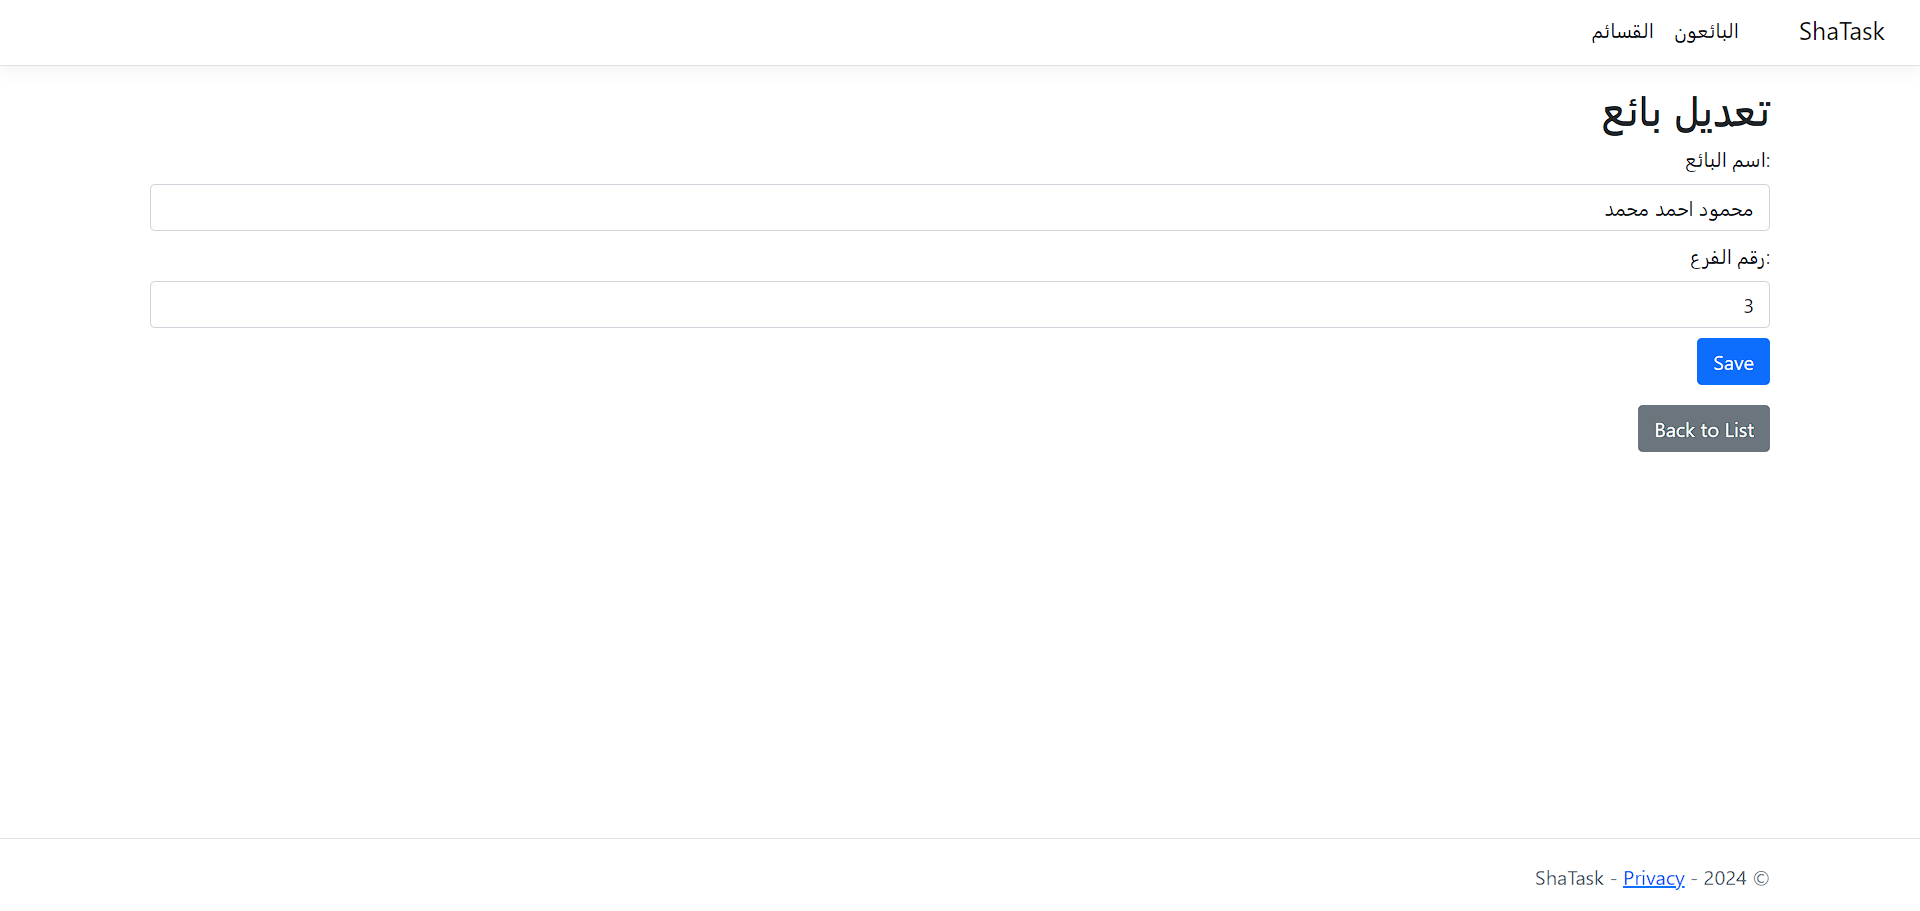 ShaTask البائعون القسائم
تعديل بائع
اسم البائع:
محمود احمد محمد
رقم الفرع:
3
Save
Back to List
© 2024 - Privacy - ShaTask